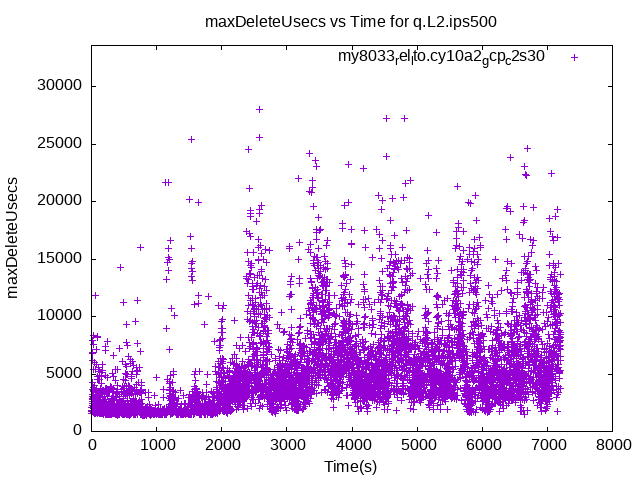 maxDeleteUsecs vs Time for q.L2.ips500
my8033_rel_lto.cy10a2_gcp_c2s30
30000
25000
20000
15000
10000
5000
0
maxDeleteUsecs
0 1000 2000 3000 4000 5000 6000 7000 8000
Time(s)